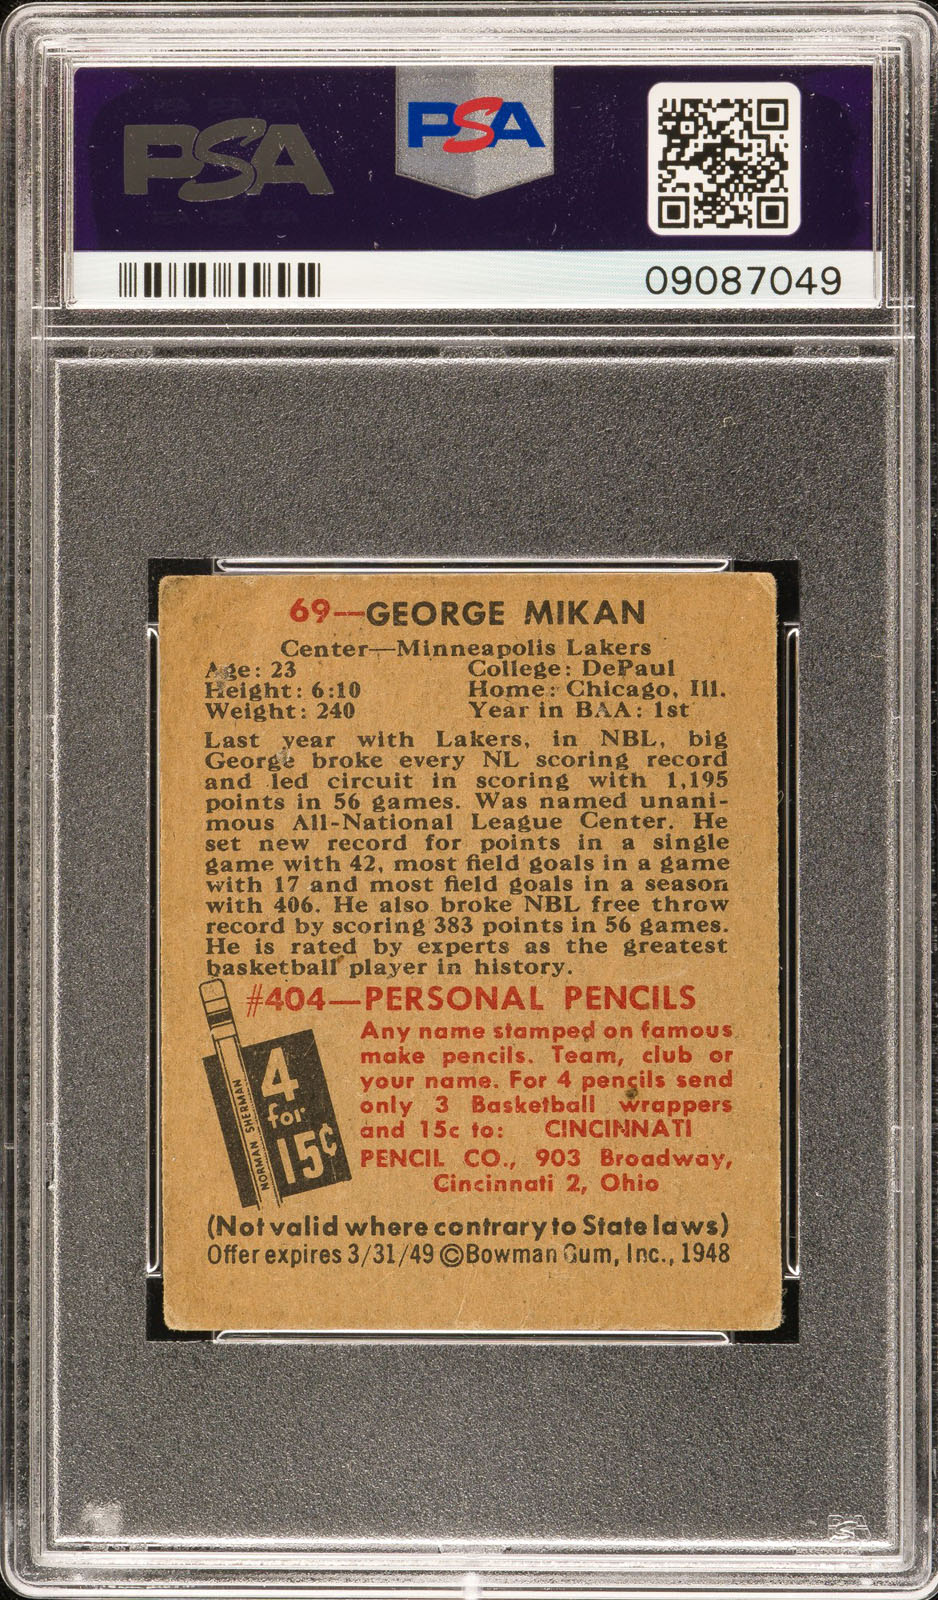 PSA
PSA
09087049
69—GEORGE MIKAN
Center—Minneapolis Lakers
Age: 23 College: DePaul
Height: 6:10 Home: Chicago, Ill.
Weight: 240 Year in BAA: 1st
Last year with Lakers, in NBL, big
George broke every NL scoring record
and led circuit in scoring with 1,195
points in 56 games. Was named unani-
mous All-National League Center. He
set new record for points in a single
game with 42, most field goals in a game
with 17 and most field goals in a season
with 406. He also broke NBL free throw
record by scoring 383 points in 56 games.
He is rated by experts as the greatest
basketball player in history.
#404—PERSONAL PENCILS
Any name stamped on famous
make pencils. Team, club or
your name. For 4 pencils send
only 3 Basketball wrappers
and 15c to: CINCINNATI
PENCIL CO., 903 Broadway,
Cincinnati 2, Ohio
NORMAN SHERMAN
4
for
15¢
(Not valid where contrary to State laws)
Offer expires 3/31/49 ©Bowman Gum, Inc., 1948
PSA